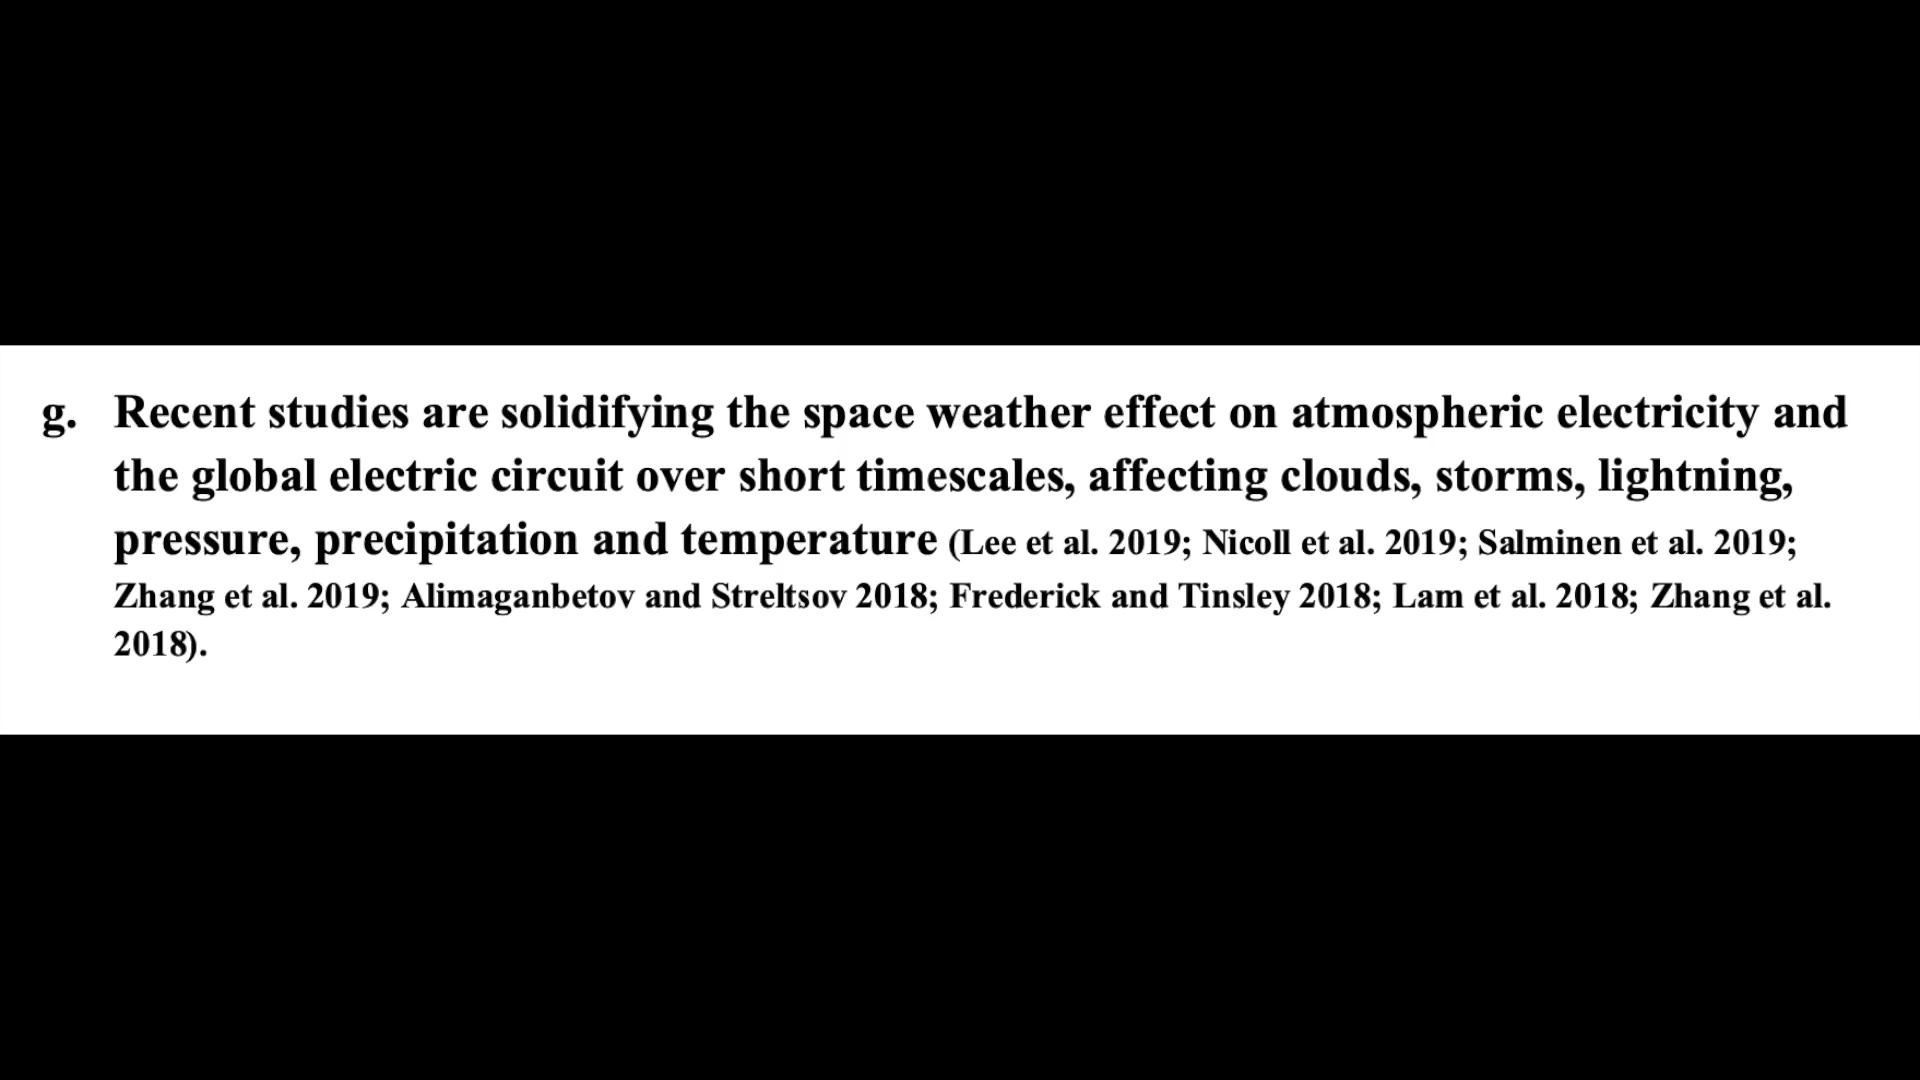 g. Recent studies are solidifying the space weather effect on atmospheric electricity and
the global electric circuit over short timescales, affecting clouds, storms, lightning,
pressure, precipitation and temperature (Lee et al. 2019; Nicoll et al. 2019; Salminen et al. 2019;
Zhang et al. 2019; Alimaganbetov and Streltsov 2018; Frederick and Tinsley 2018; Lam et al. 2018; Zhang et al.
2018).